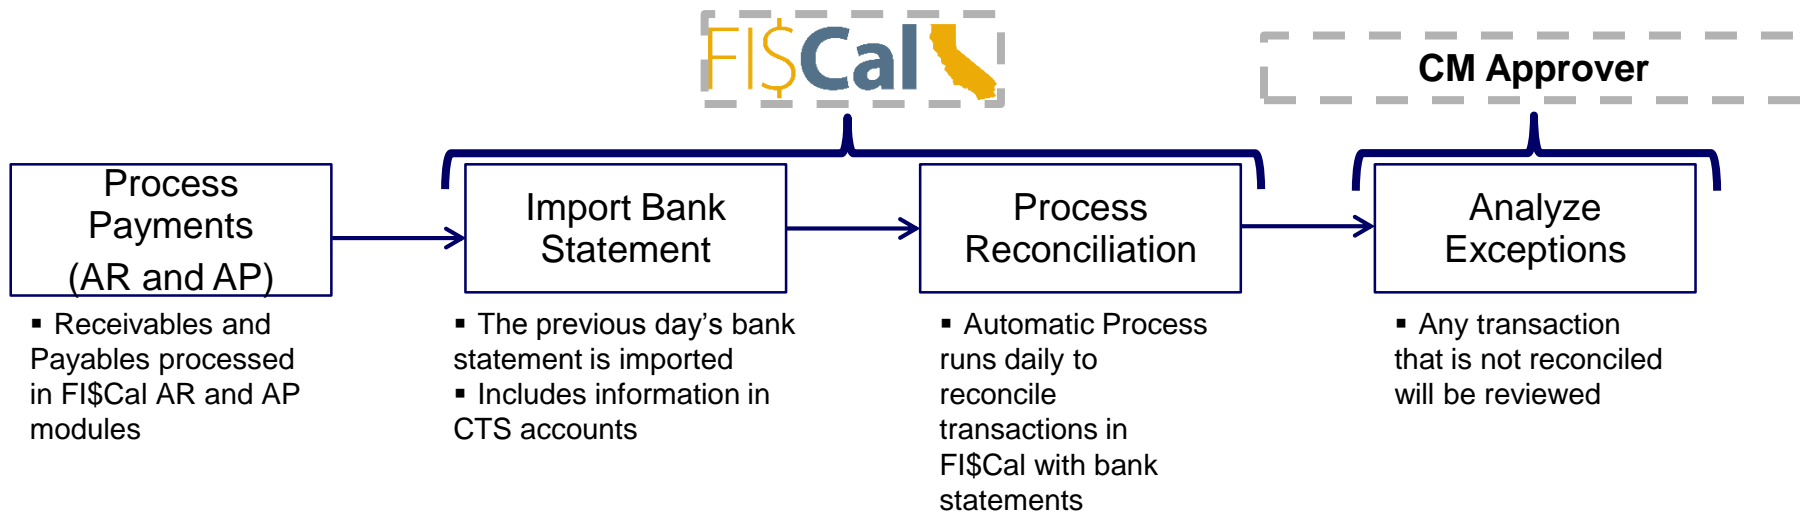 FI$Cal
CM Approver
Process
Payments
(AR and AP)
Import Bank
Statement
Process
Reconciliation
Analyze
Exceptions
▪ Receivables and
Payables processed
in FI$Cal AR and AP
modules
▪ The previous day's bank
statement is imported
▪ Includes information in
CTS accounts
▪ Automatic Process
runs daily to
reconcile
transactions in
FI$Cal with bank
statements
▪ Any transaction
that is not reconciled
will be reviewed